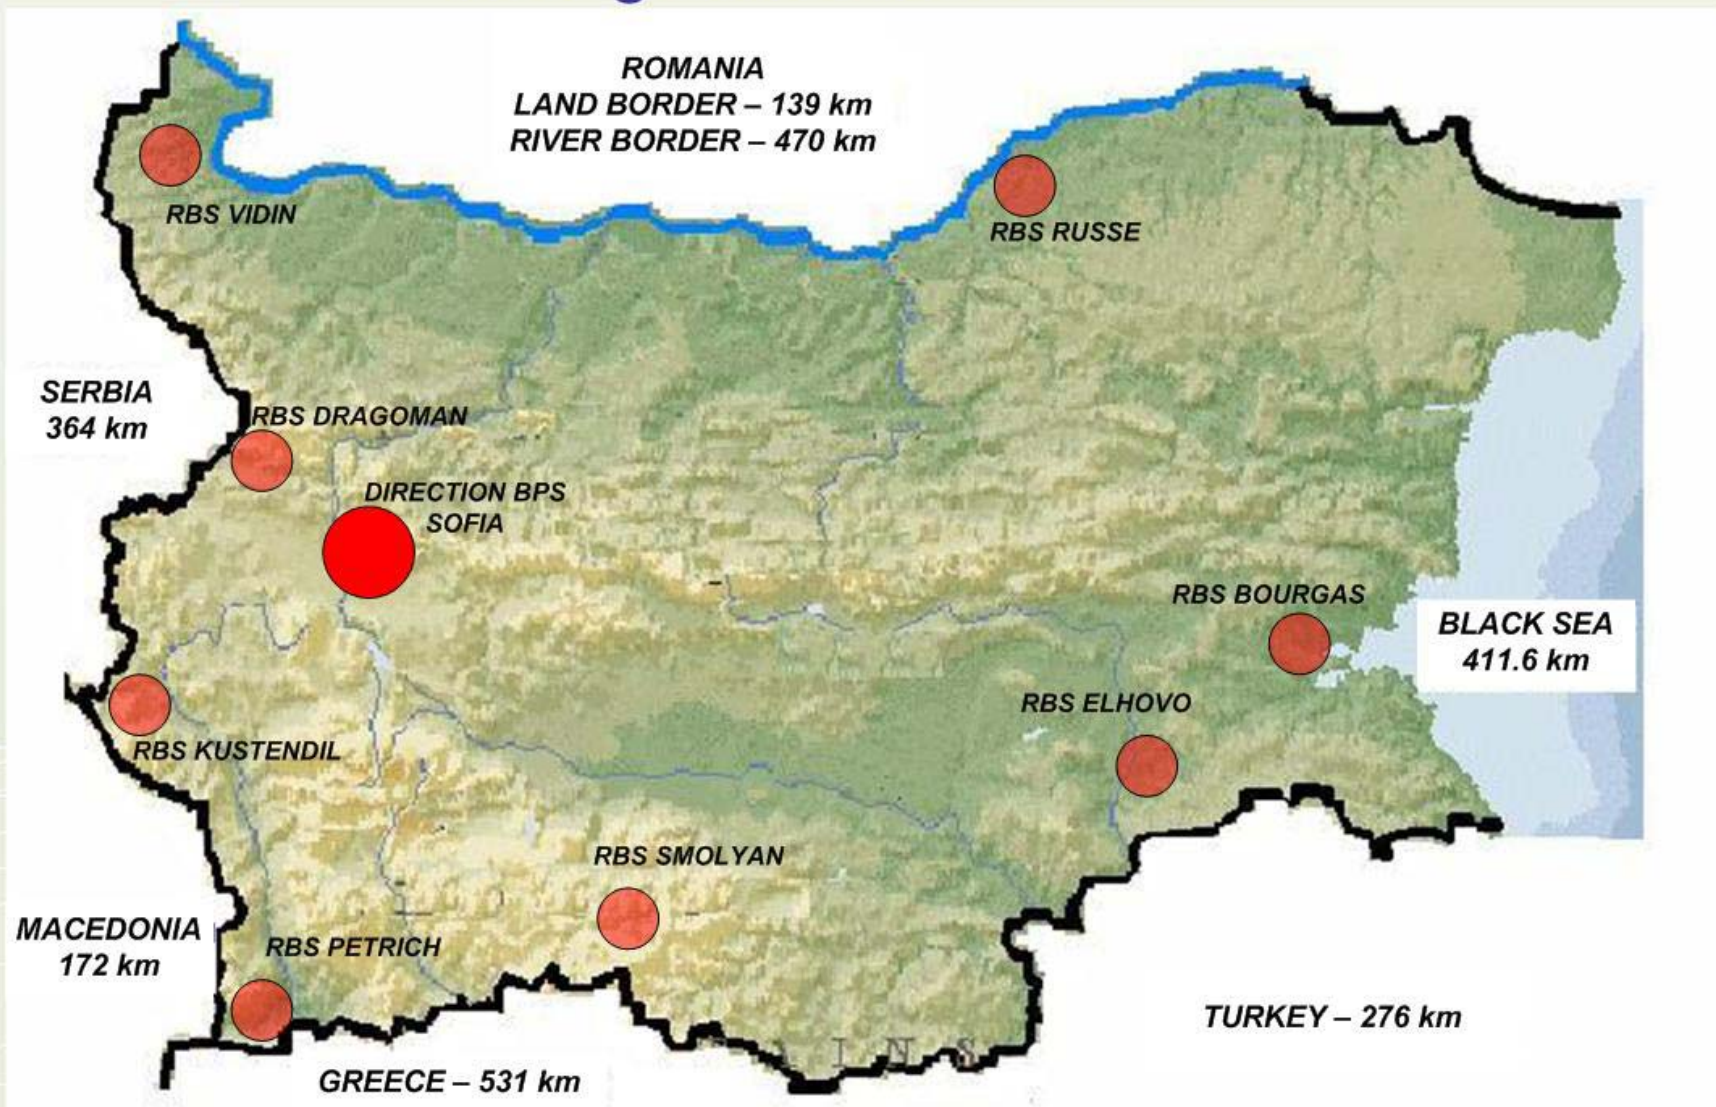 ROMANIA
LAND BORDER – 139 km
RIVER BORDER – 470 km
RBS VIDIN
RBS RUSSE
SERBIA
364 km
RBS DRAGOMAN
DIRECTION BPS
SOFIA
RBS BOURGAS
BLACK SEA
411.6 km
RBS ELHOVO
RBS KUSTENDIL
RBS SMOLYAN
MACEDONIA
172 km
RBS PETRICH
TURKEY – 276 km
GREECE – 531 km